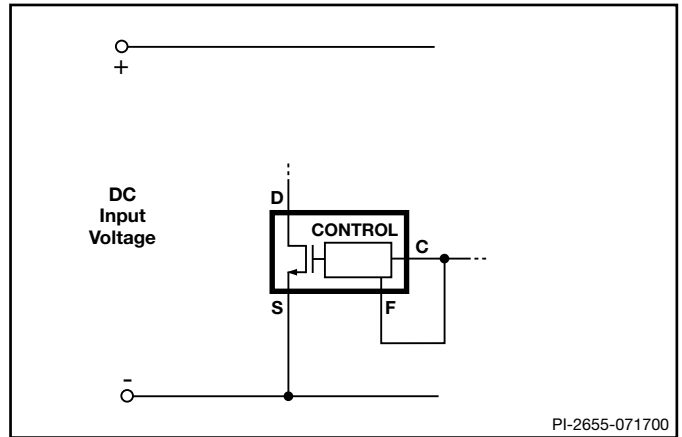 +
DC
Input
Voltage
D
CONTROL
C
S
F
-
PI-2655-071700